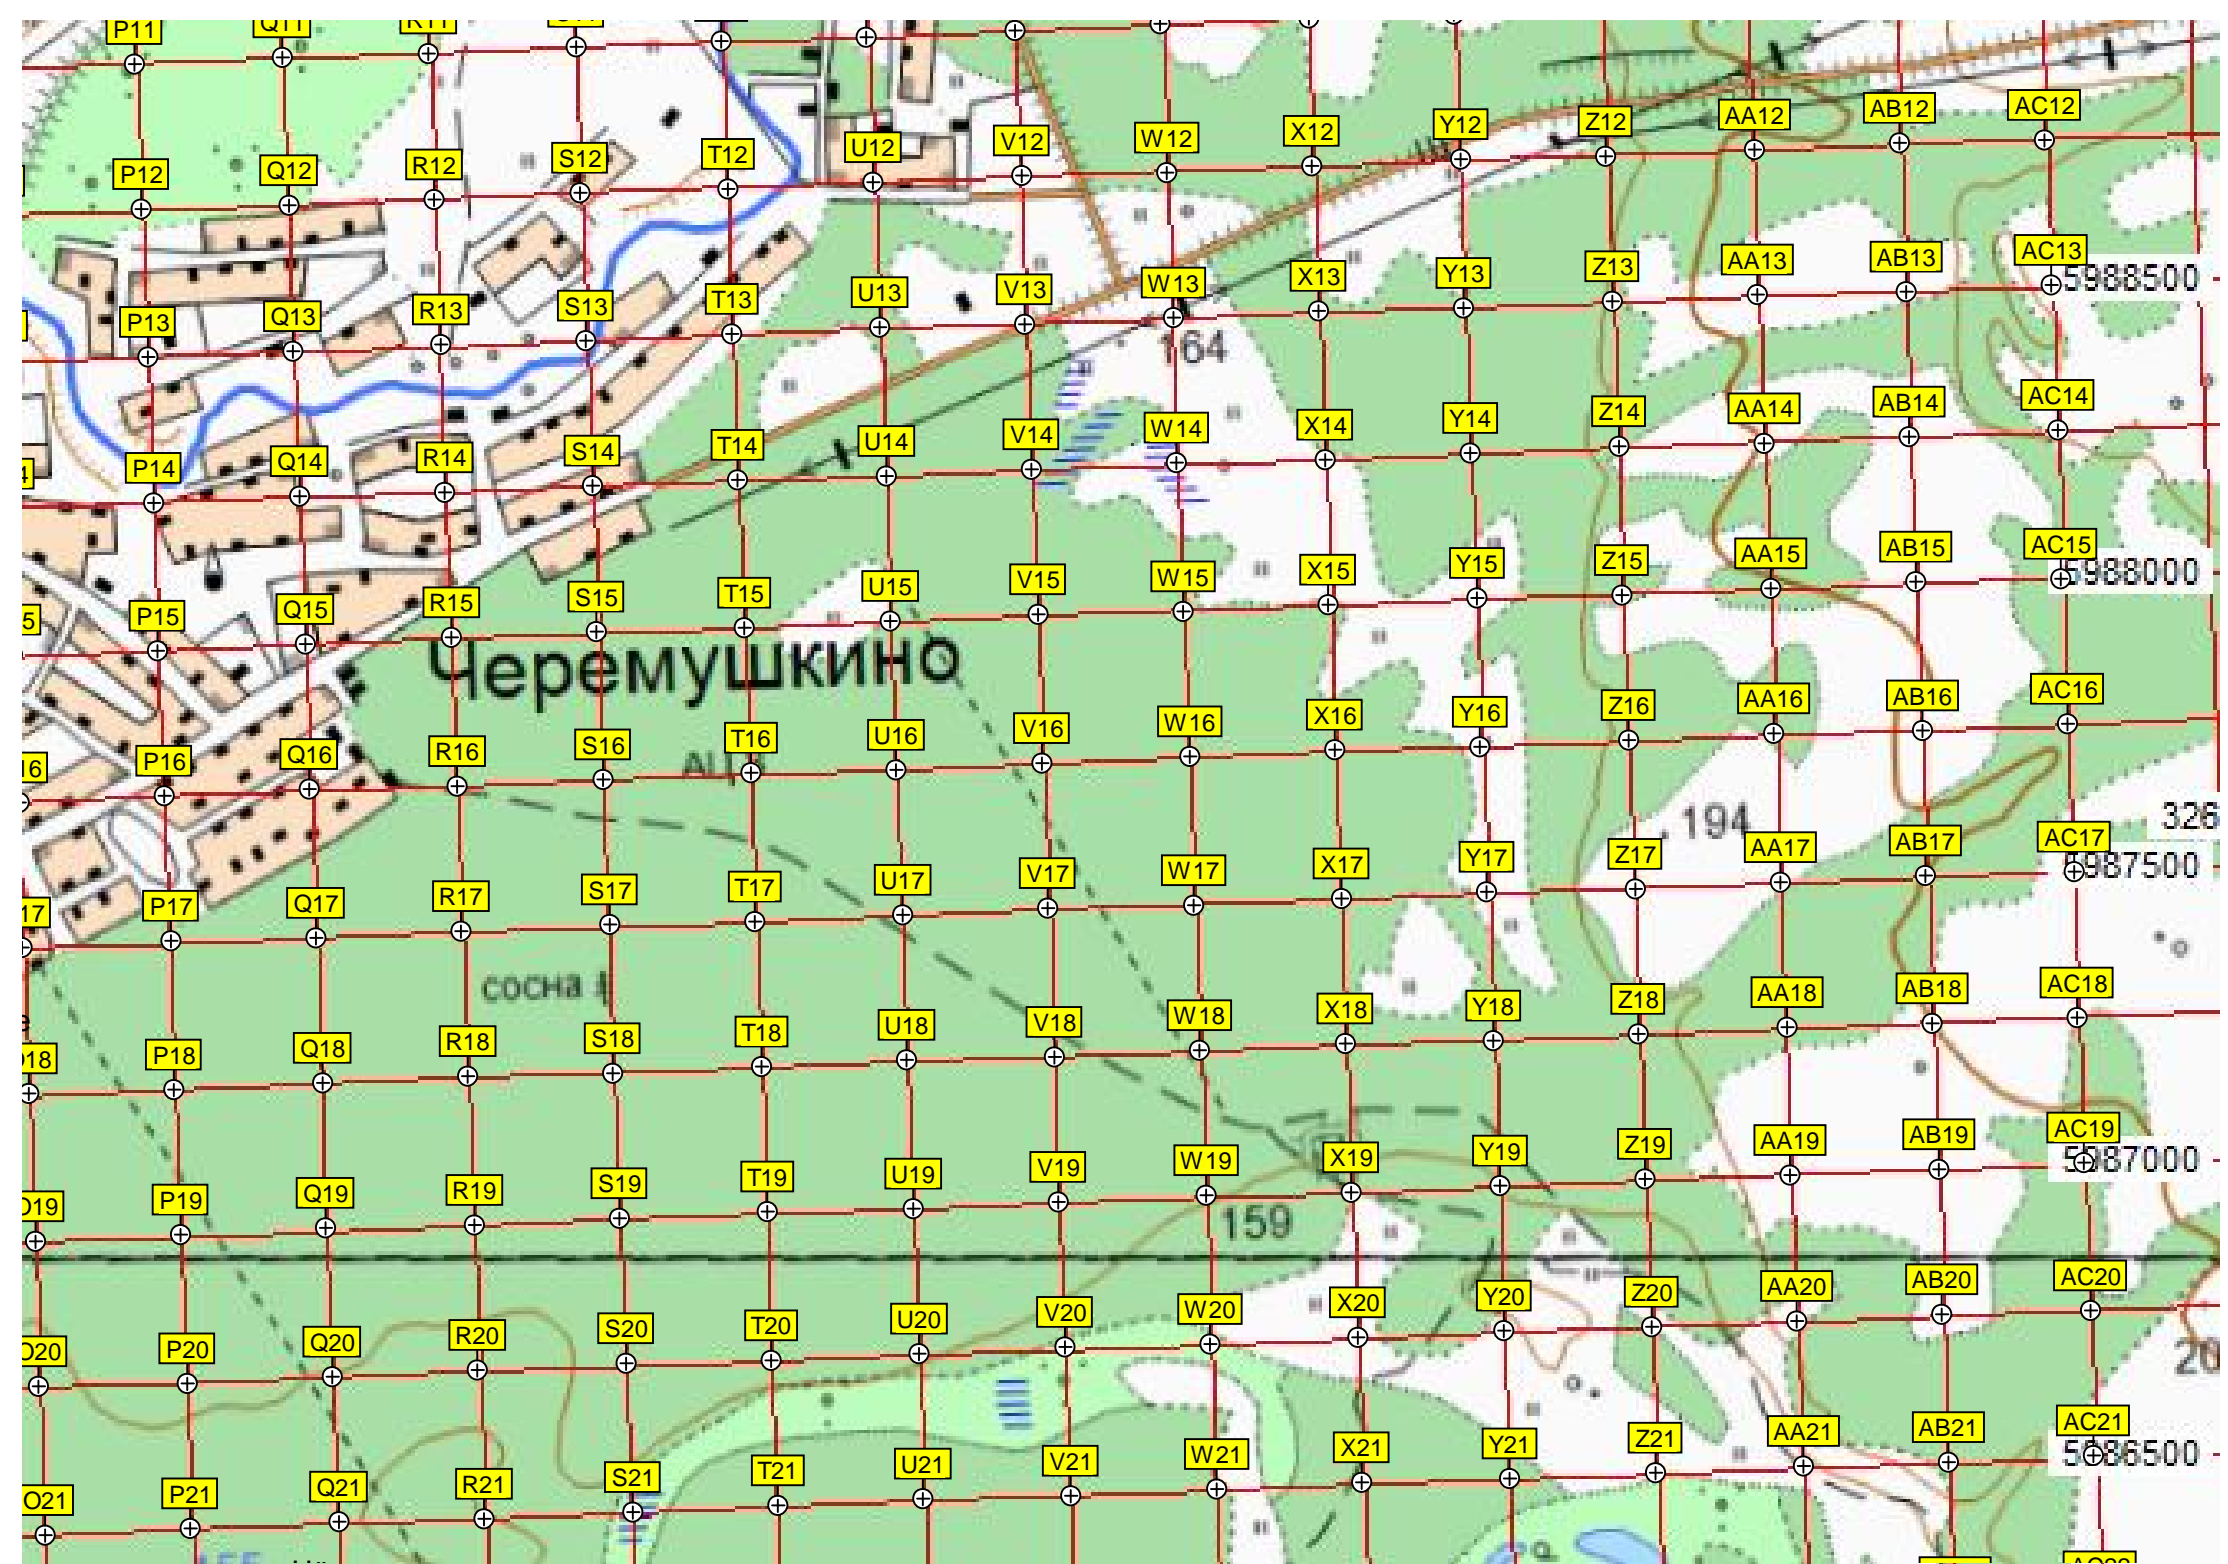 P11 Q11 R11
P12 Q12 R12 S12 T12 U12 V12 W12 X12 Y12 Z12 AA12 AB12 AC12
P13 Q13 R13 S13 T13 U13 V13 W13 X13 Y13 Z13 AA13 AB13 AC13
5988500
164
P14 Q14 R14 S14 T14 U14 V14 W14 X14 Y14 Z14 AA14 AB14 AC14
P15 Q15 R15 S15 T15 U15 V15 W15 X15 Y15 Z15 AA15 AB15 AC15
5988000
Черемушкино
P16 Q16 R16 S16 T16 U16 V16 W16 X16 Y16 Z16 AA16 AB16 AC16
194
326
P17 Q17 R17 S17 T17 U17 V17 W17 X17 Y17 Z17 AA17 AB17 AC17
5987500
сосна
P18 Q18 R18 S18 T18 U18 V18 W18 X18 Y18 Z18 AA18 AB18 AC18
O19 P19 Q19 R19 S19 T19 U19 V19 W19 X19 Y19 Z19 AA19 AB19 AC19
5987000
159
O20 P20 Q20 R20 S20 T20 U20 V20 W20 X20 Y20 Z20 AA20 AB20 AC20
20
O21 P21 Q21 R21 S21 T21 U21 V21 W21 X21 Y21 Z21 AA21 AB21 AC21
5986500